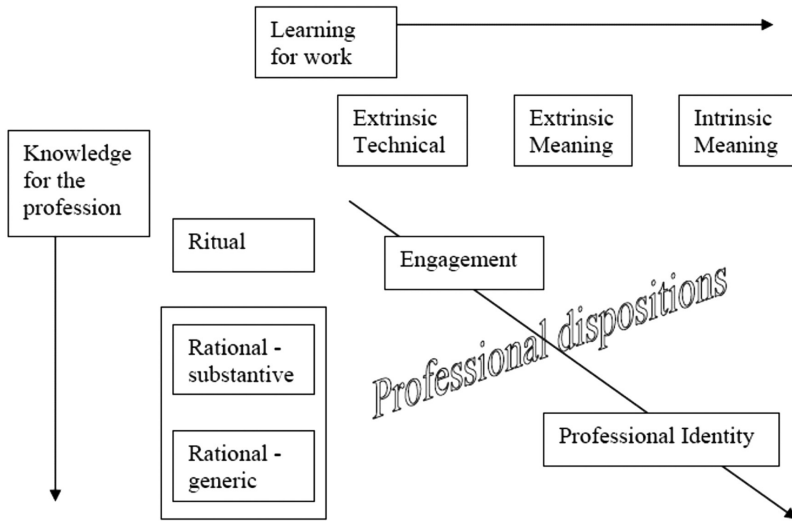 Learning
for work
Extrinsic
Technical
Extrinsic
Meaning
Intrinsic
Meaning
Knowledge
for the
profession
Ritual
Engagement
Professional dispositions
Rational -
substantive
Professional Identity
Rational -
generic